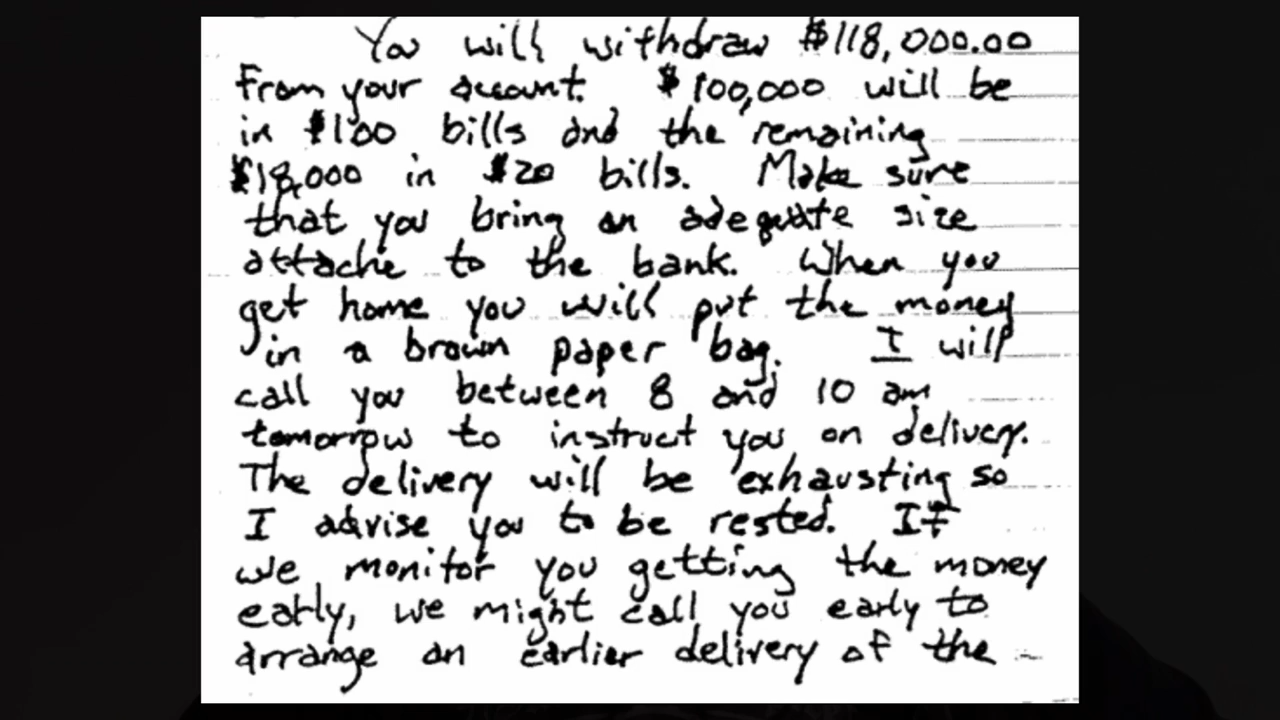 You will withdraw $118,000.00
from your account. $100,000 will be
in $100 bills and the remaining
$18,000 in $20 bills. Make sure
that you bring an adequate size
attache to the bank. When you
get home you will put the money
in a brown paper bag. I will
call you between 8 and 10 am
tomorrow to instruct you on delivery.
The delivery will be exhausting so
I advise you to be rested. If
we monitor you getting the money
early, we might call you early to
arrange an earlier delivery of the